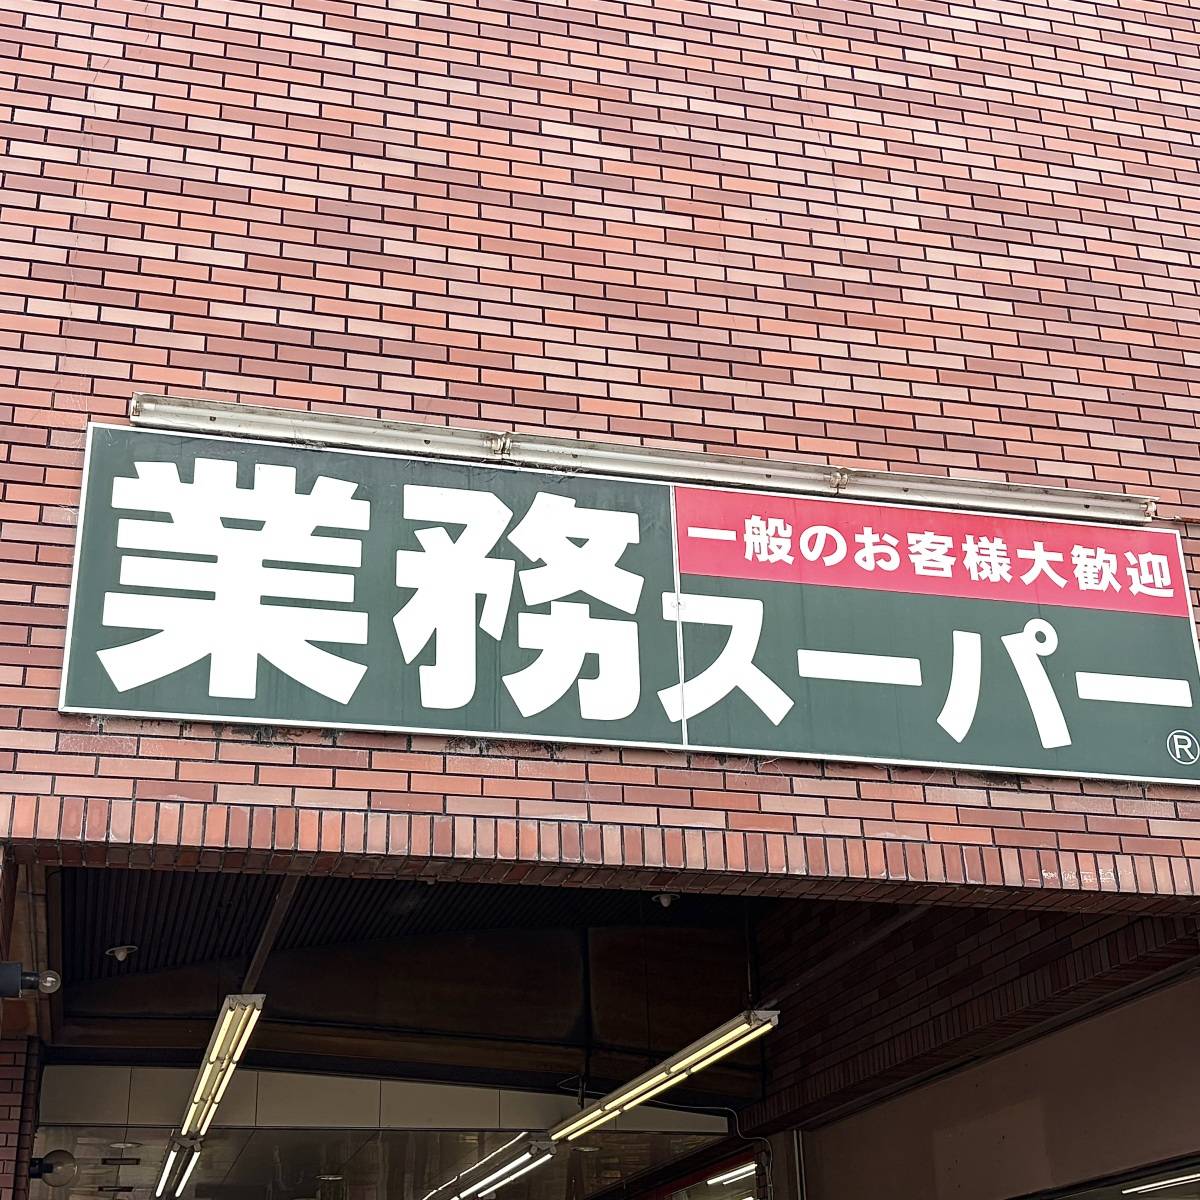 一般のお客様大歓迎
業務スーパー
®